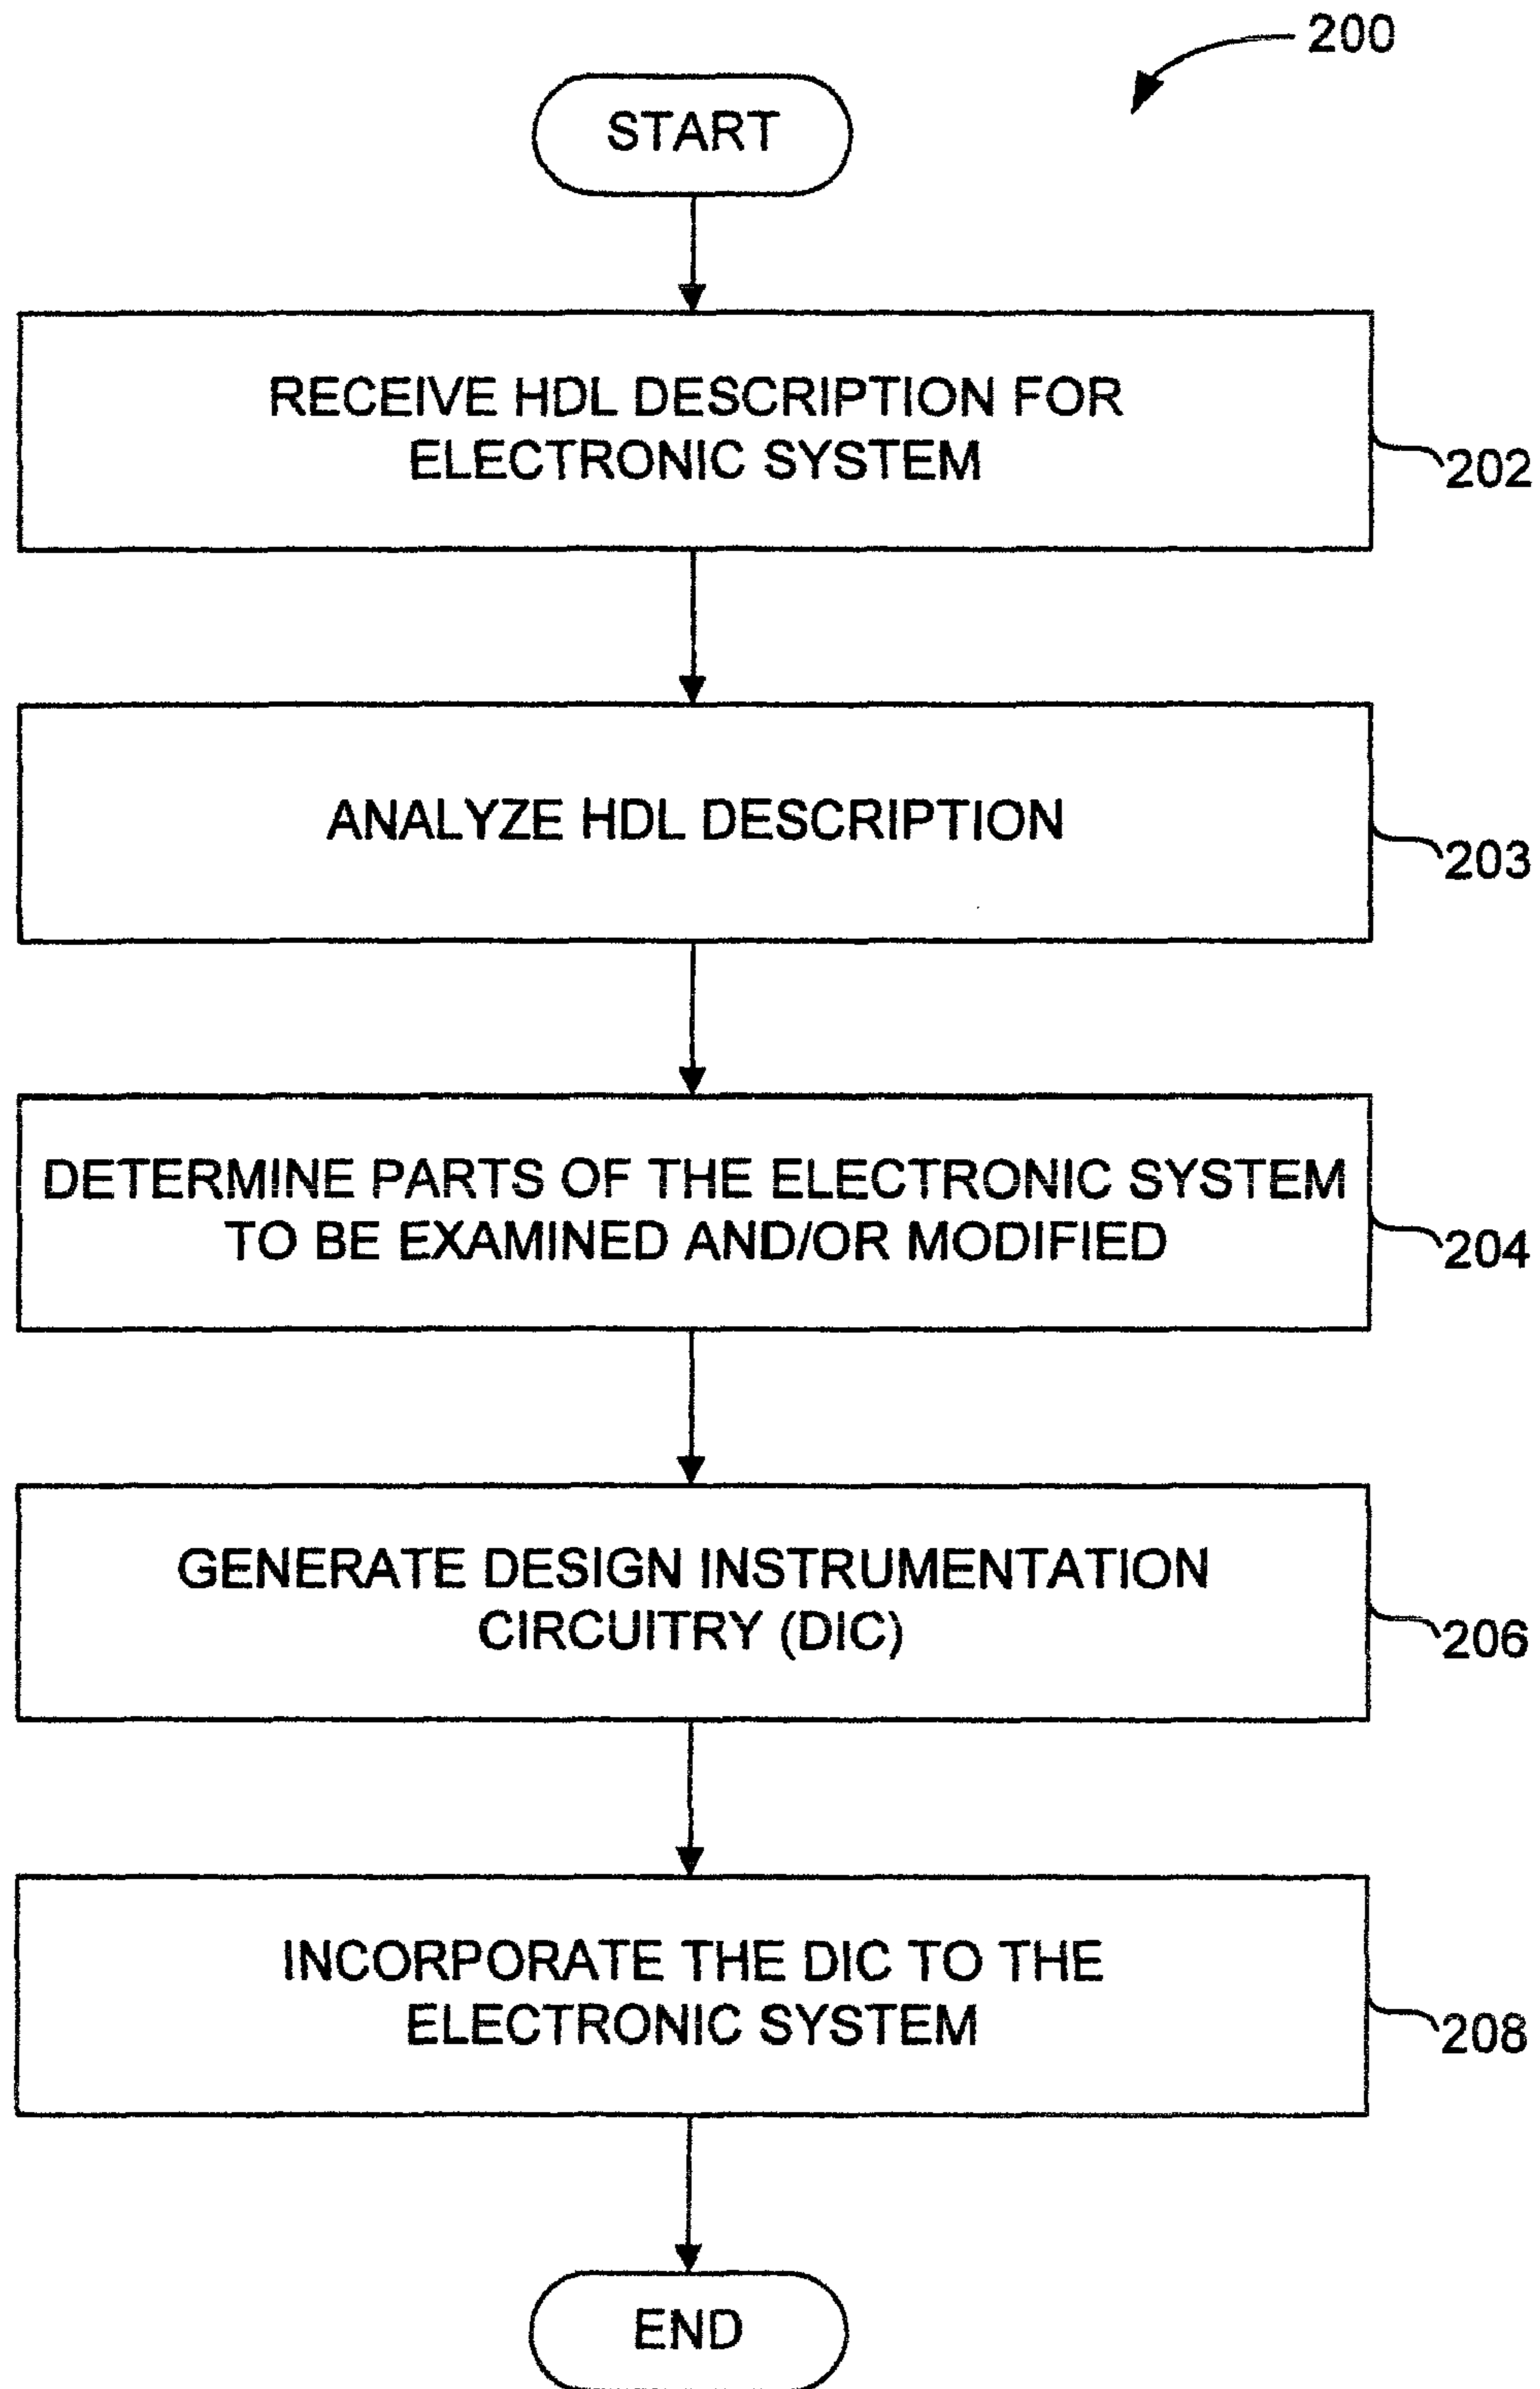 200
START
RECEIVE HDL DESCRIPTION FOR
ELECTRONIC SYSTEM
202
ANALYZE HDL DESCRIPTION
203
DETERMINE PARTS OF THE ELECTRONIC SYSTEM
TO BE EXAMINED AND/OR MODIFIED
204
GENERATE DESIGN INSTRUMENTATION
CIRCUITRY (DIC)
206
INCORPORATE THE DIC TO THE
ELECTRONIC SYSTEM
208
END